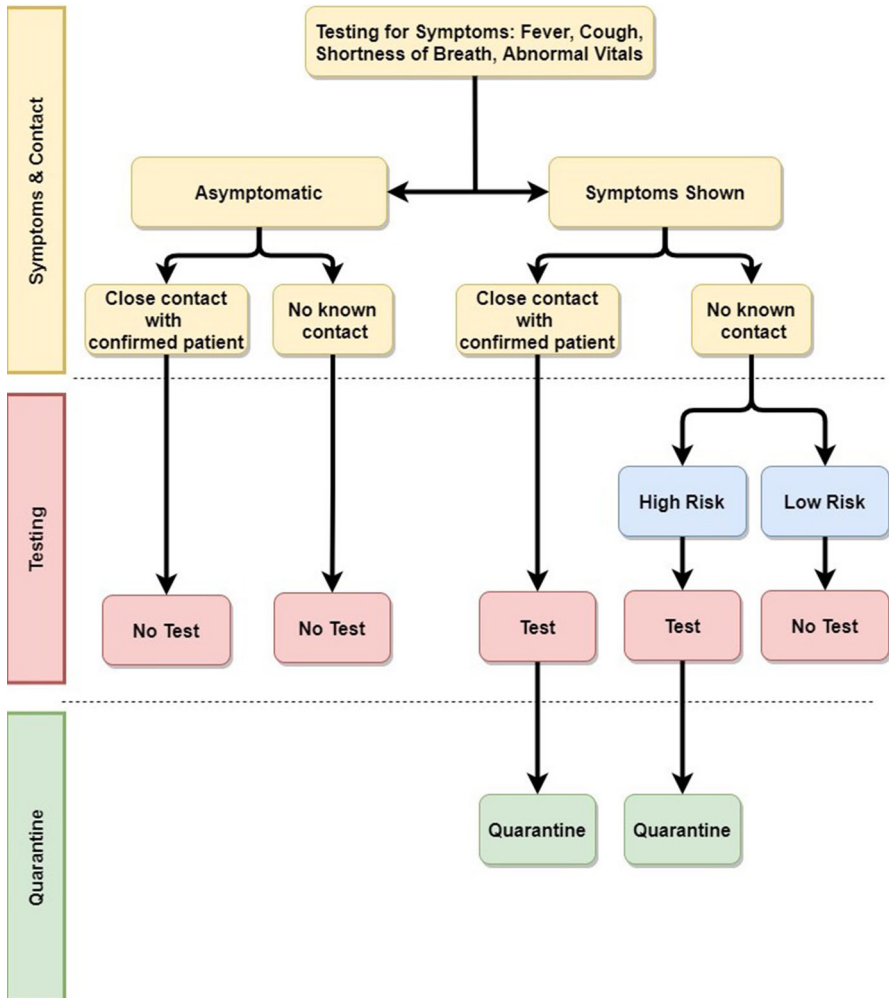 Testing for Symptoms: Fever, Cough,
Shortness of Breath, Abnormal Vitals
Symptoms & Contact
Asymptomatic
Symptoms Shown
Close contact
with
confirmed patient
No known
contact
Close contact
with
confirmed patient
No known
contact
Testing
High Risk
Low Risk
No Test
No Test
Test
Test
No Test
Quarantine
Quarantine
Quarantine